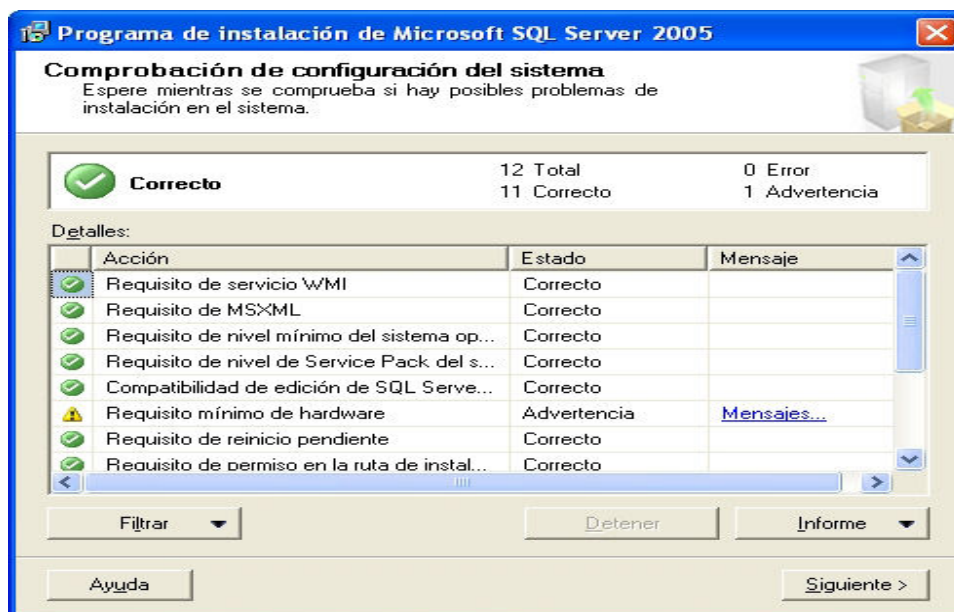 Programa de instalación de Microsoft SQL Server 2005
Comprobación de configuración del sistema
Espere mientras se comprueba si hay posibles problemas de
instalación en el sistema.
Correcto
12 Total
0 Error
11 Correcto
1 Advertencia
Detalles:
Acción Estado Mensaje
Requisito de servicio WMI Correcto
Requisito de MSXML Correcto
Requisito de nivel mínimo del sistema op... Correcto
Requisito de nivel de Service Pack del s... Correcto
Compatibilidad de edición de SQL Serve... Correcto
Requisito mínimo de hardware Advertencia Mensajes...
Requisito de reinicio pendiente Correcto
Requisito de permiso en la ruta de instal... Correcto
Filtrar Detener Informe
Ayuda Siguiente >